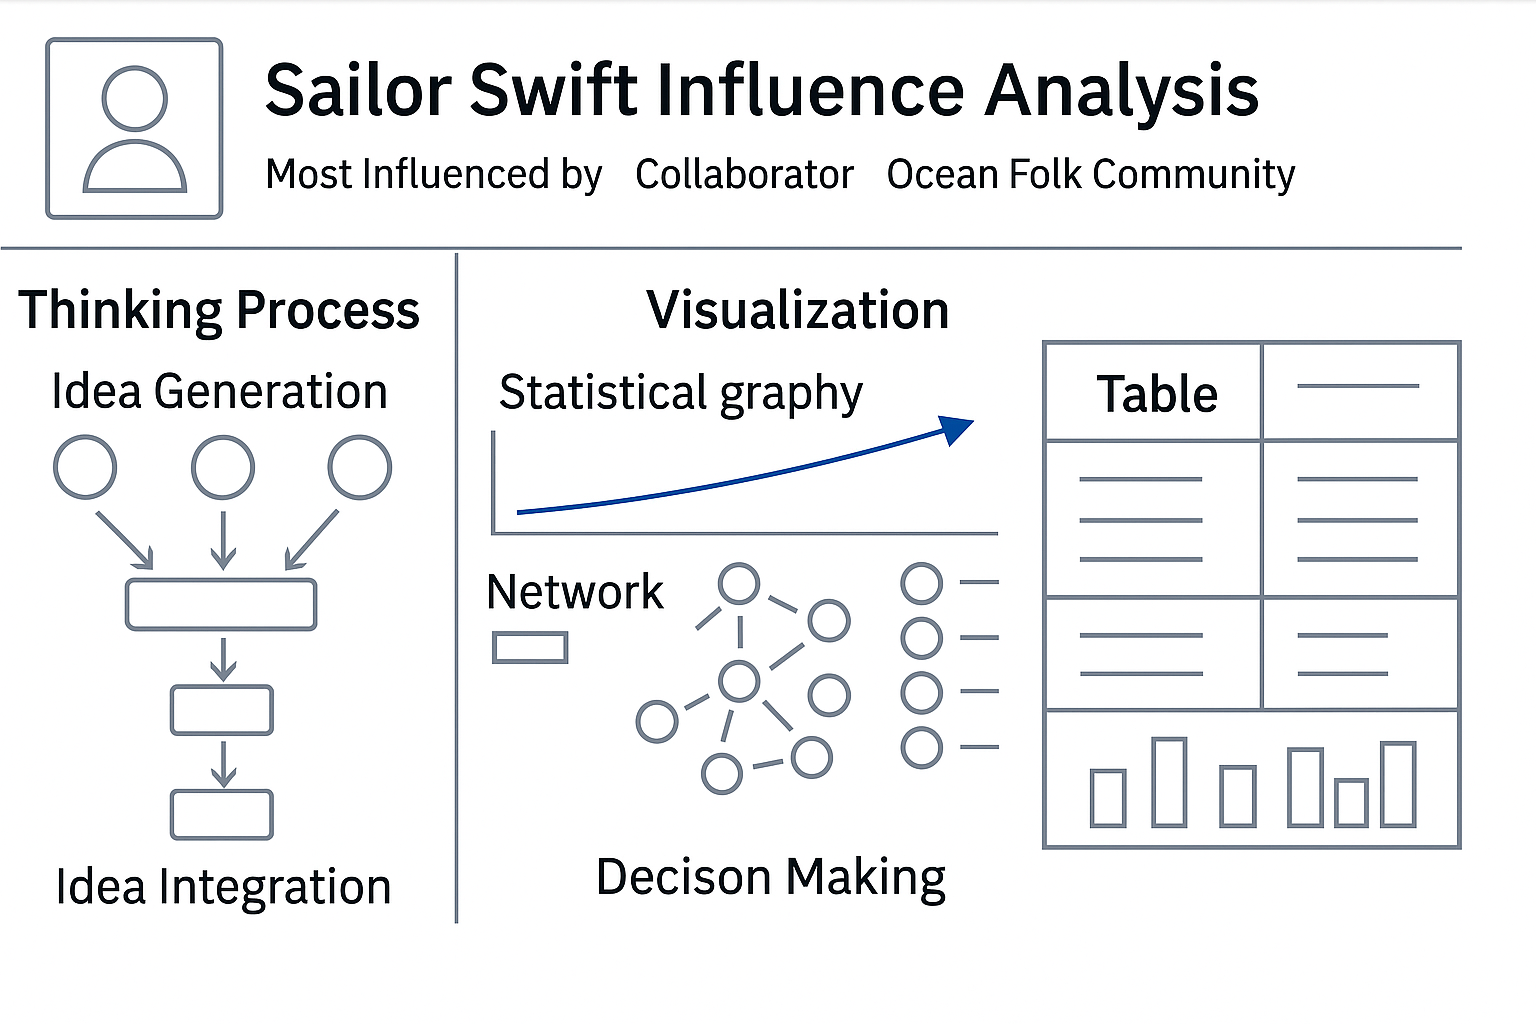 Sailor Swift Influence Analysis
Most Influenced by Collaborator Ocean Folk Community
Thinking Process
Idea Generation
Idea Integration
Visualization
Statistical graphy
Network
Decison Making
Table